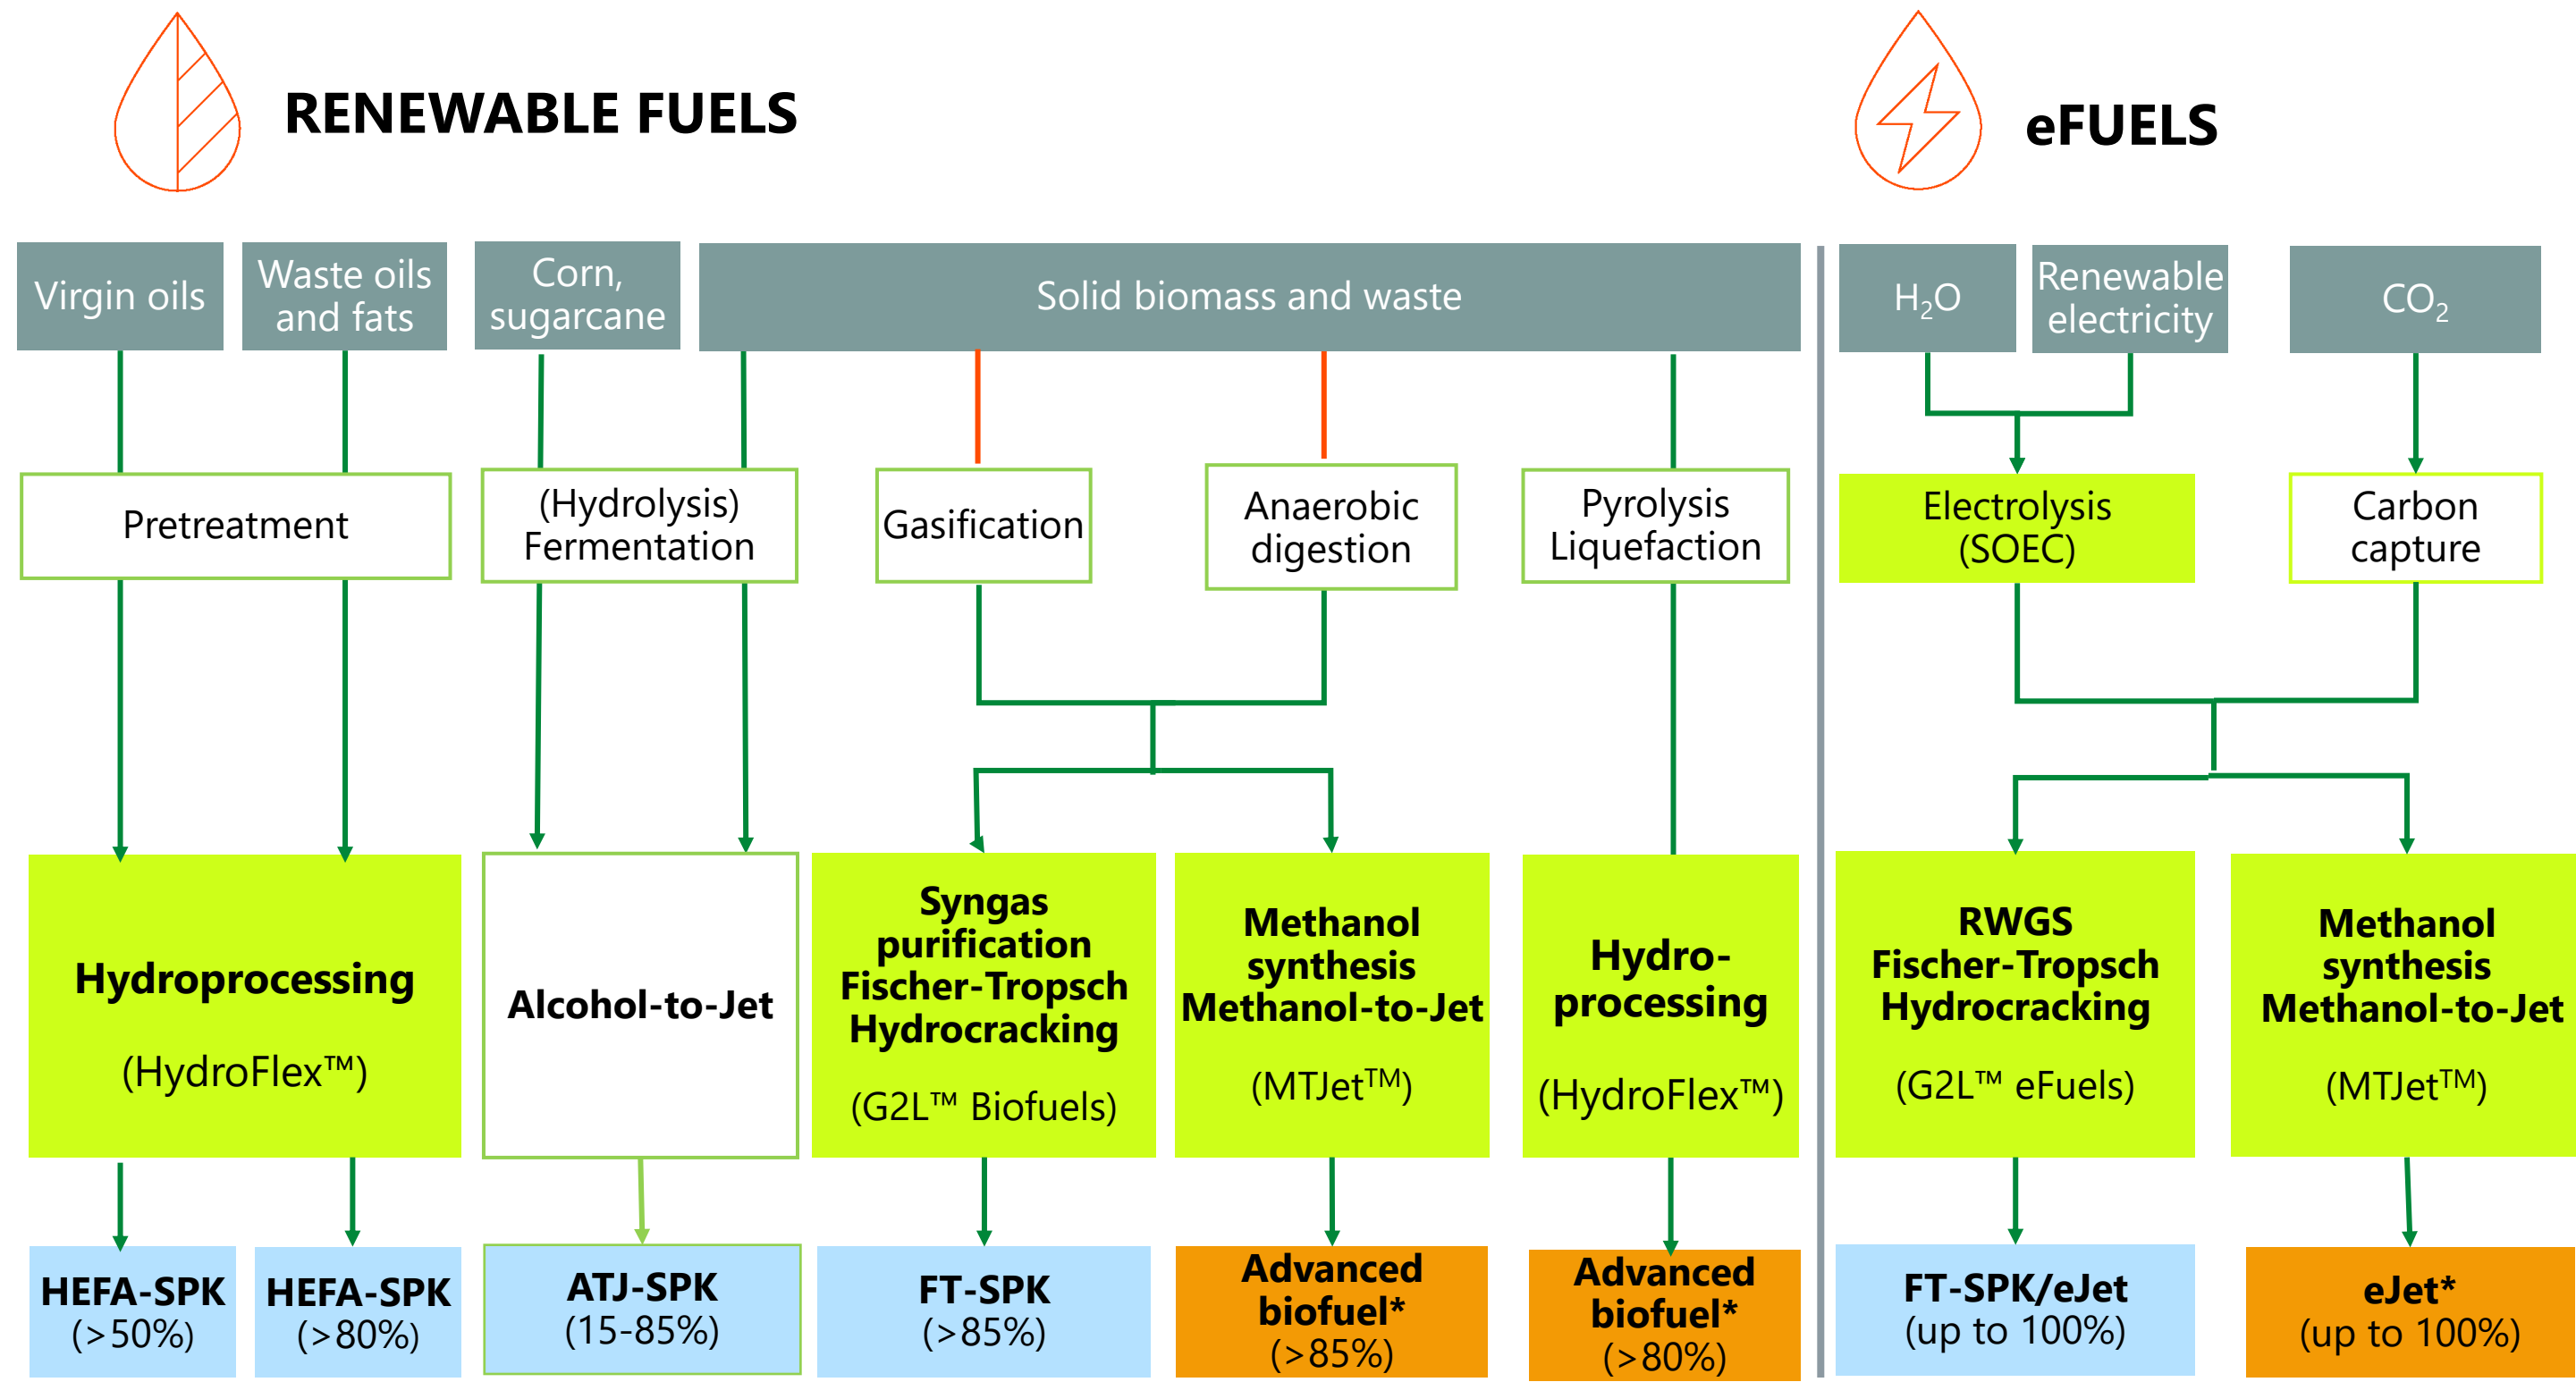 RENEWABLE FUELS
eFUELS
Virgin oils
Waste oils
and fats
Corn,
sugarcane
Solid biomass and waste
H₂O
Renewable
electricity
CO₂
Pretreatment
(Hydrolysis)
Fermentation
Gasification
Anaerobic
digestion
Pyrolysis
Liquefaction
Electrolysis
(SOEC)
Carbon
capture
Hydroprocessing
(HydroFlex™)
Alcohol-to-Jet
Syngas
purification
Fischer-Tropsch
Hydrocracking
(G2L™ Biofuels)
Methanol
synthesis
Methanol-to-Jet
(MTJet™)
Hydro-
processing
(HydroFlex™)
RWGS
Fischer-Tropsch
Hydrocracking
(G2L™ eFuels)
Methanol
synthesis
Methanol-to-Jet
(MTJet™)
HEFA-SPK
(>50%)
HEFA-SPK
(>80%)
ATJ-SPK
(15-85%)
FT-SPK
(>85%)
Advanced
biofuel*
(>85%)
Advanced
biofuel*
(>80%)
FT-SPK/eJet
(up to 100%)
eJet*
(up to 100%)